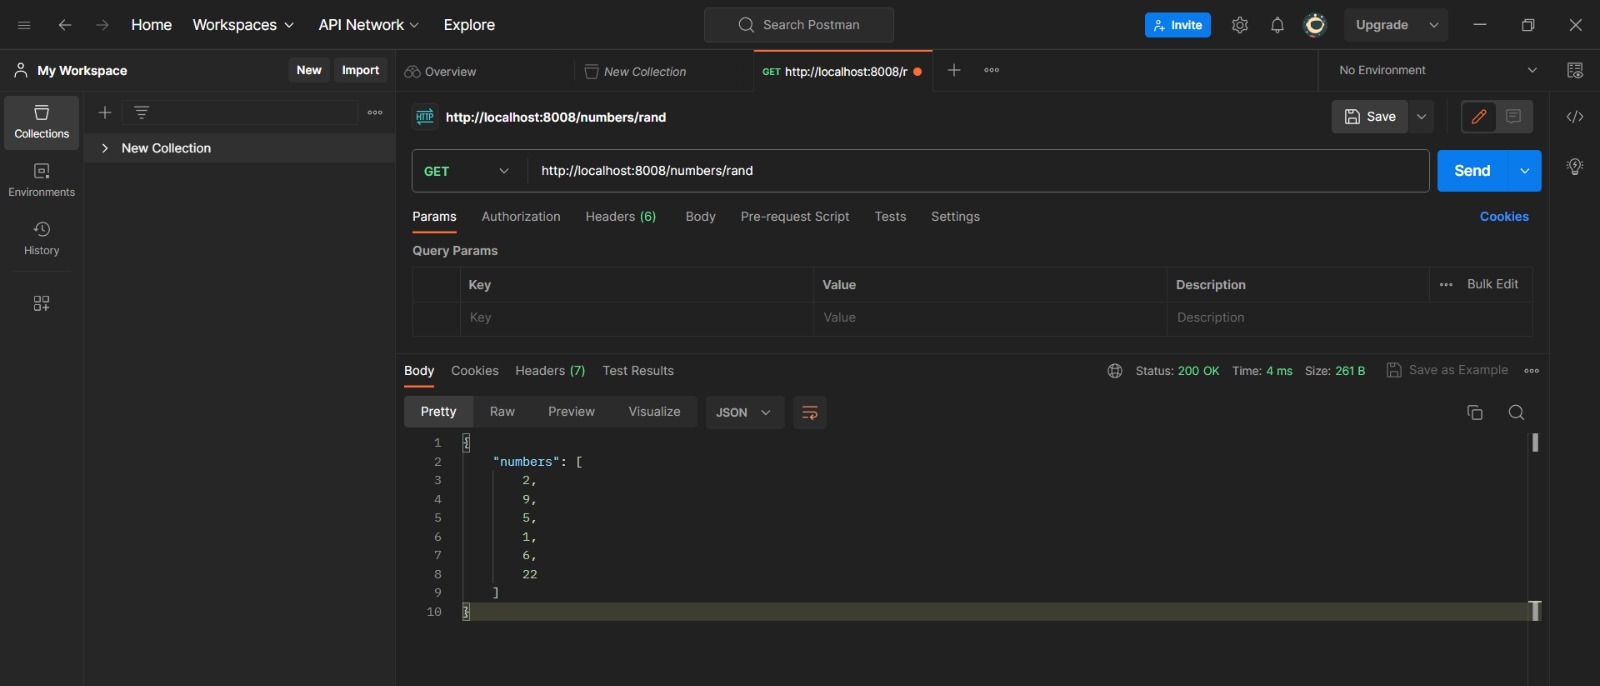 Home Workspaces API Network Explore Search Postman Invite Upgrade
My Workspace New Import Overview New Collection GET http://localhost:8008/r No Environment
Collections
Environments
History
New Collection
HTTP http://localhost:8008/numbers/rand Save
GET http://localhost:8008/numbers/rand Send
Params Authorization Headers (6) Body Pre-request Script Tests Settings Cookies
Query Params
Key Value Description Bulk Edit
Key Value Description
Body Cookies Headers (7) Test Results Status: 200 OK Time: 4 ms Size: 261 B Save as Example
Pretty Raw Preview Visualize JSON
1 {
2 "numbers": [
3 2,
4 9,
5 5,
6 1,
7 6,
8 22
9 ]
10 }